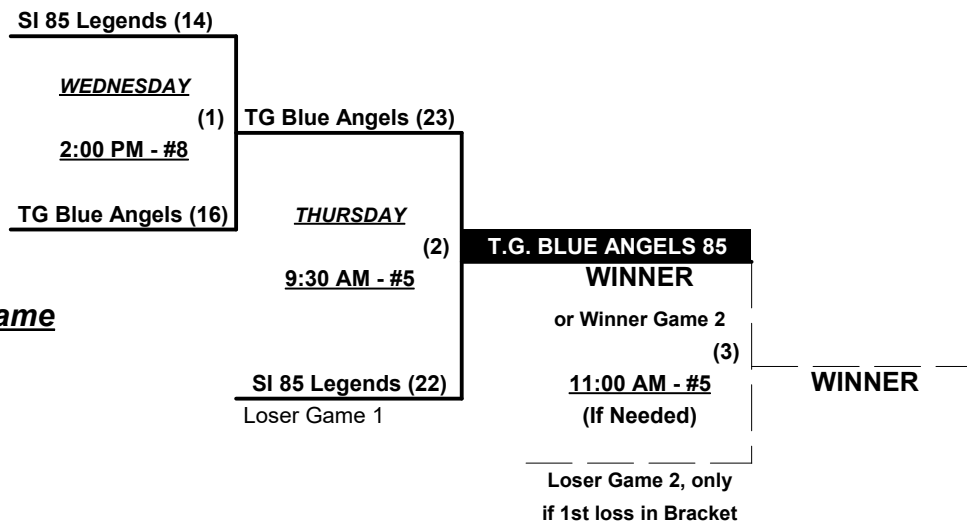 SI 85 Legends (14)
WEDNESDAY
(1)
TG Blue Angels (23)
2:00 PM - #8
TG Blue Angels (16)
THURSDAY
(2)
T.G. BLUE ANGELS 85
9:30 AM - #5
WINNER
ame
or Winner Game 2
(3)
SI 85 Legends (22)
11:00 AM - #5
WINNER
Loser Game 1
(If Needed)
Loser Game 2, only
if 1st loss in Bracket